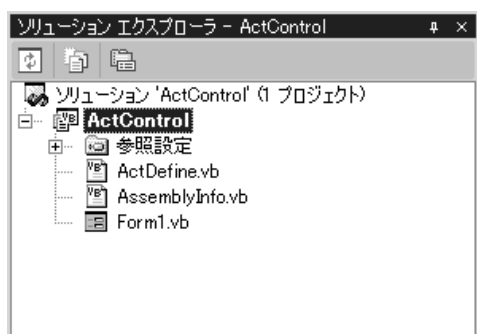 ソリューション エクスプローラ - ActControl
ソリューション 'ActControl' (1 プロジェクト)
ActControl
参照設定
ActDefine.vb
AssemblyInfo.vb
Form1.vb